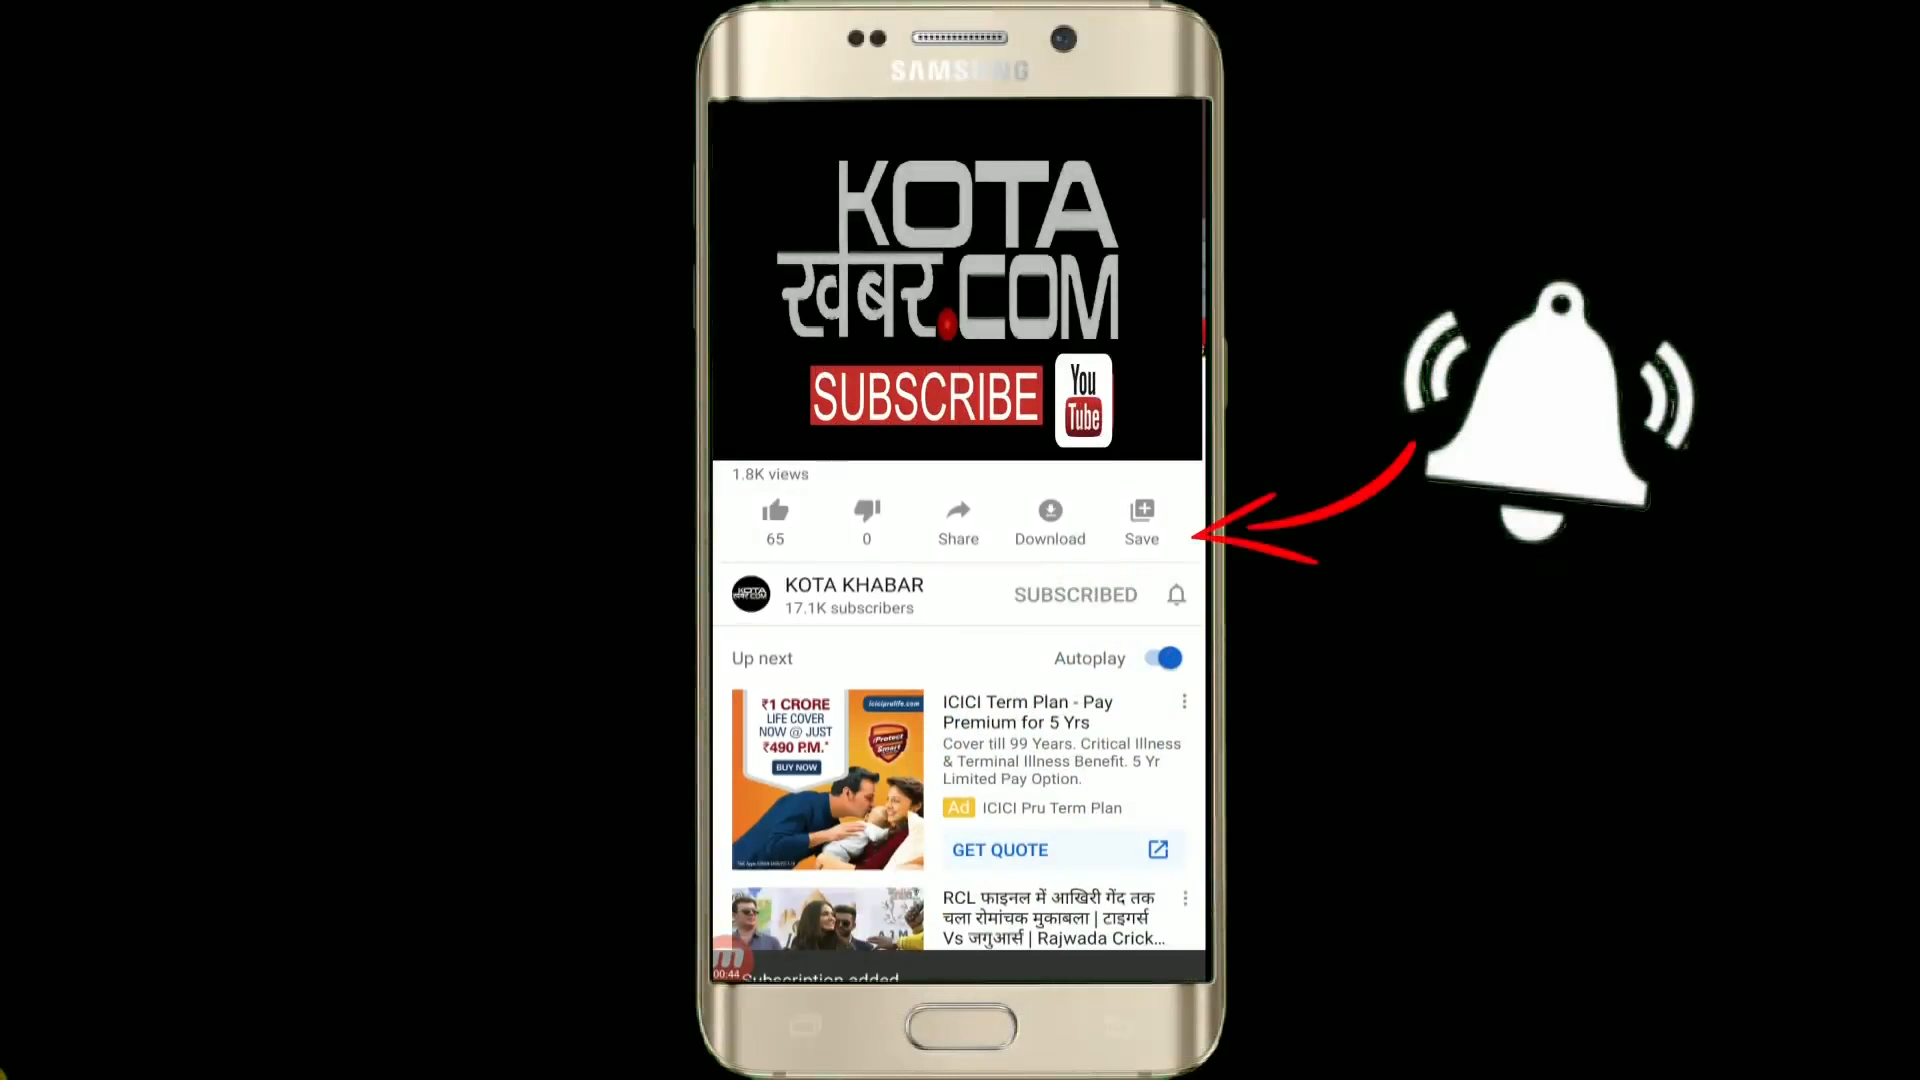 SAMSUNG
KOTA
खबर.COM
SUBSCRIBE
You
Tube
1.8K views
65
0
Share
Download
Save
KOTA KHABAR
17.1K subscribers
SUBSCRIBED
Up next
Autoplay
₹1 CRORE
LIFE COVER
NOW @ JUST
₹490 P.M.*
BUY NOW
iciciprulife.com
iProtect
Smart
ICICI Term Plan - Pay
Premium for 5 Yrs
Cover till 99 Years. Critical Illness
& Terminal Illness Benefit. 5 Yr
Limited Pay Option.
Ad ICICI Pru Term Plan
GET QUOTE
RCL फाइनल में आखिरी गेंद तक
चला रोमांचक मुकाबला | टाइगर्स
Vs जगुआर्स | Rajwada Crick...
00:44
Subscription added